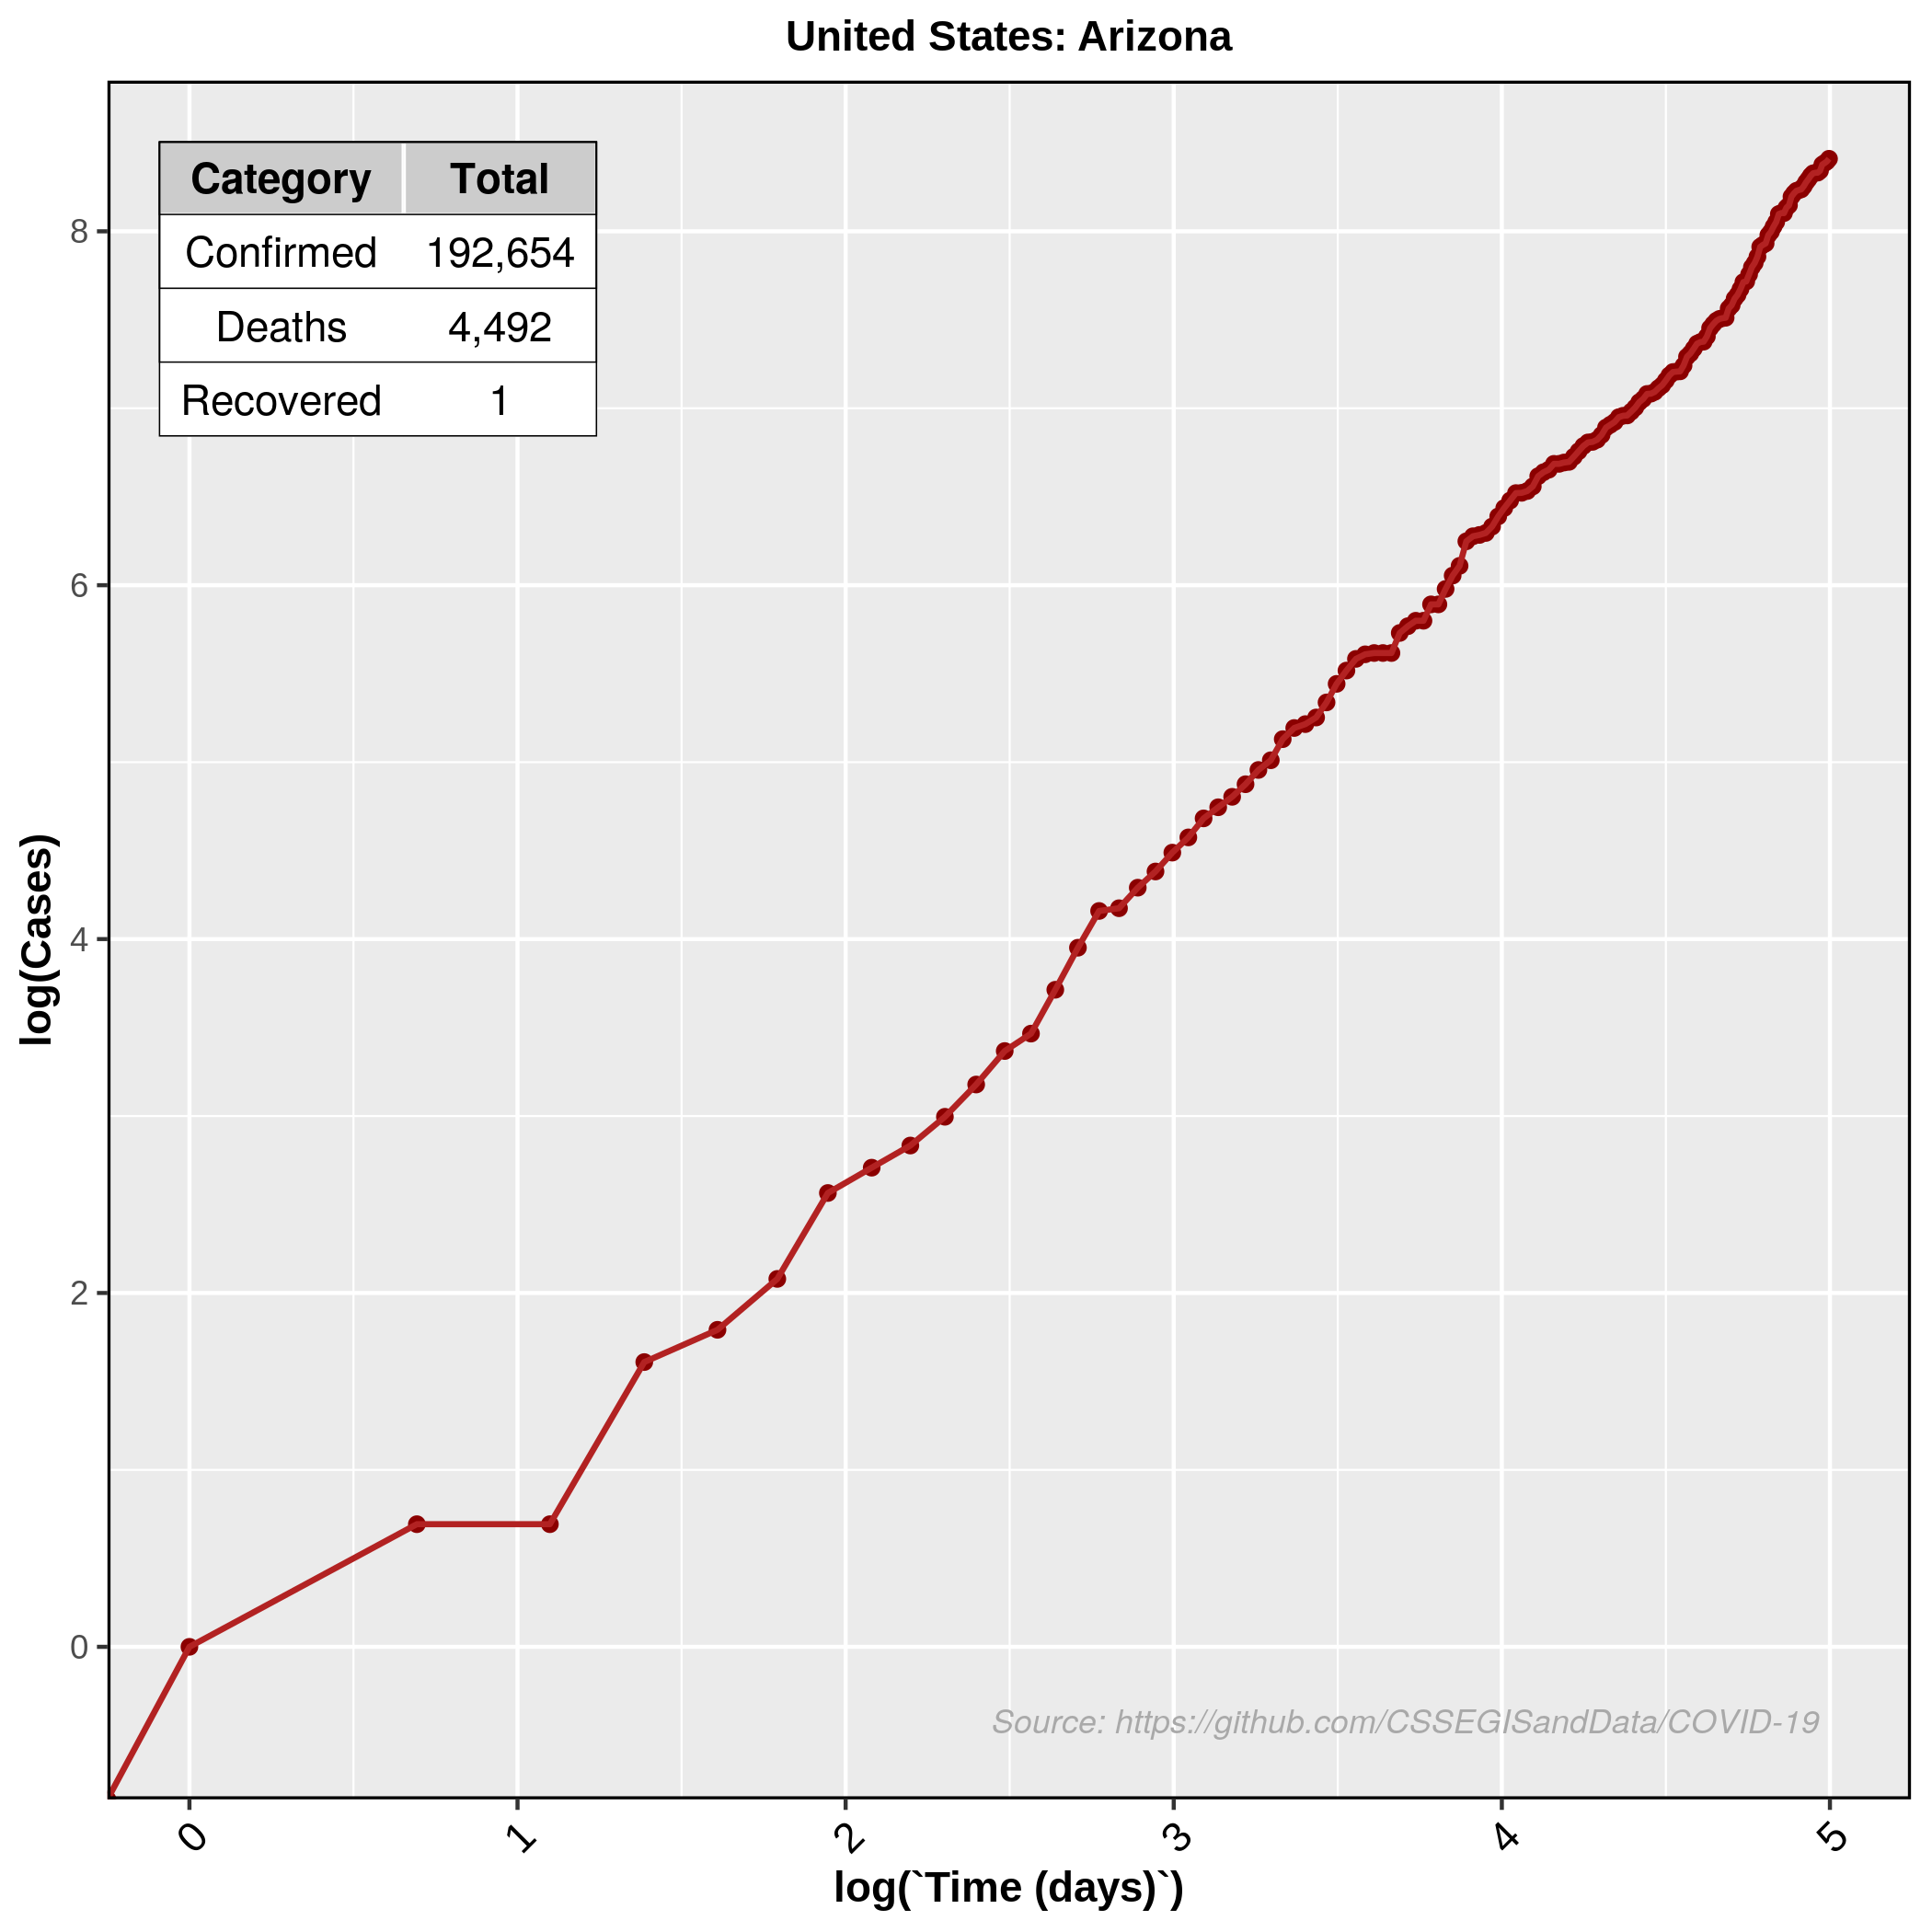 United States: Arizona
Category Total
Confirmed 192,654
Deaths 4,492
Recovered 1
8
6
4
2
0
log(Cases)
Source: https://github.com/CSSEGISandData/COVID-19
0 1 2 3 4 5
log(`Time (days)`)